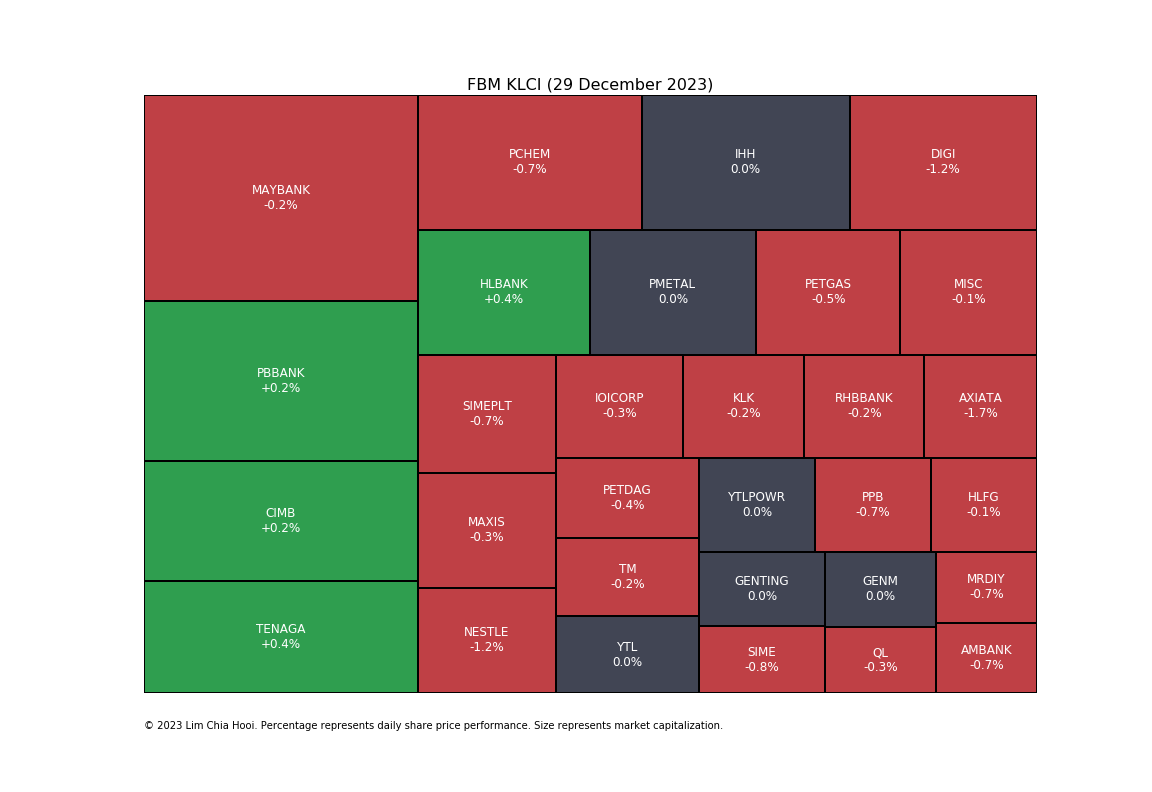 FBM KLCI (29 December 2023)
MAYBANK
-0.2%
PBBANK
+0.2%
CIMB
+0.2%
TENAGA
+0.4%
PCHEM
-0.7%
IHH
0.0%
DIGI
-1.2%
HLBANK
+0.4%
PMETAL
0.0%
PETGAS
-0.5%
MISC
-0.1%
SIMEPLT
-0.7%
MAXIS
-0.3%
NESTLE
-1.2%
IOICORP
-0.3%
KLK
-0.2%
RHBBANK
-0.2%
AXIATA
-1.7%
PETDAG
-0.4%
TM
-0.2%
YTL
0.0%
YTLPOWR
0.0%
PPB
-0.7%
HLFG
-0.1%
GENTING
0.0%
GENM
0.0%
MRDIY
-0.7%
SIME
-0.8%
QL
-0.3%
AMBANK
-0.7%
© 2023 Lim Chia Hooi. Percentage represents daily share price performance. Size represents market capitalization.